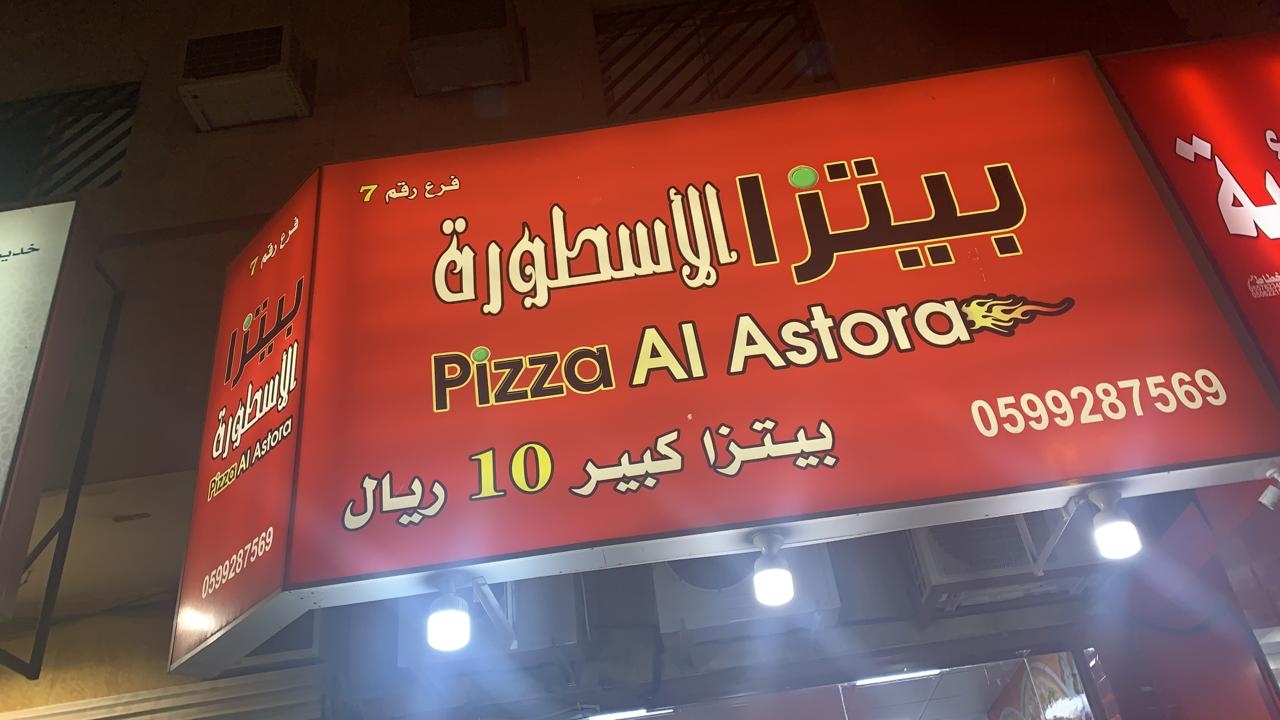 فرع رقم 7
بيتزا الأسطورة
Pizza Al Astora
0599287569
بيتزا كبير 10 ريال
فرع رقم 7
بيتزا
الأسطورة
Pizza Al Astora
0599287569